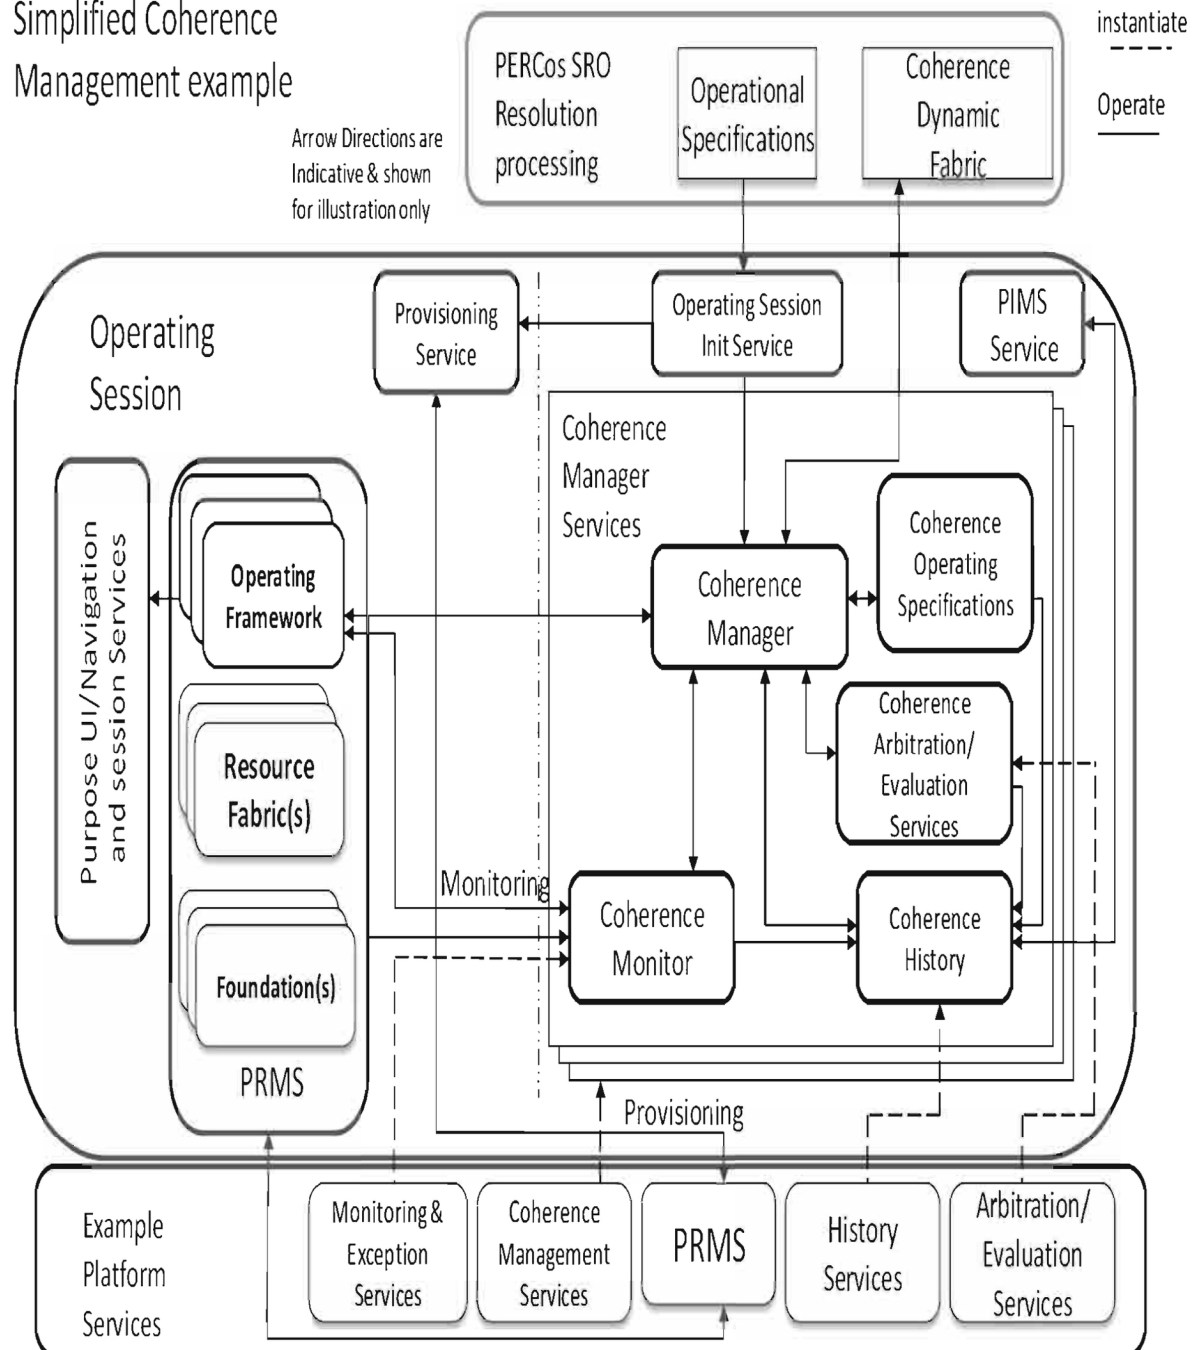 Simplified Coherence
Management example
Arrow Directions are
Indicative & shown
for illustration only
PERCos SRO
Resolution
processing
Operational
Specifications
Coherence
Dynamic
Fabric
instantiate
Operate
Operating
Session
Provisioning
Service
Operating Session
Init Service
PIMS
Service
Coherence
Manager
Services
Coherence
Manager
Coherence
Operating
Specifications
Coherence
Arbitration/
Evaluation
Services
Purpose UI/Navigation
and session Services
Operating
Framework
Resource
Fabric(s)
Foundation(s)
PRMS
Monitoring
Coherence
Monitor
Coherence
History
Provisioning
Example
Platform
Services
Monitoring &
Exception
Services
Coherence
Management
Services
PRMS
History
Services
Arbitration/
Evaluation
Services